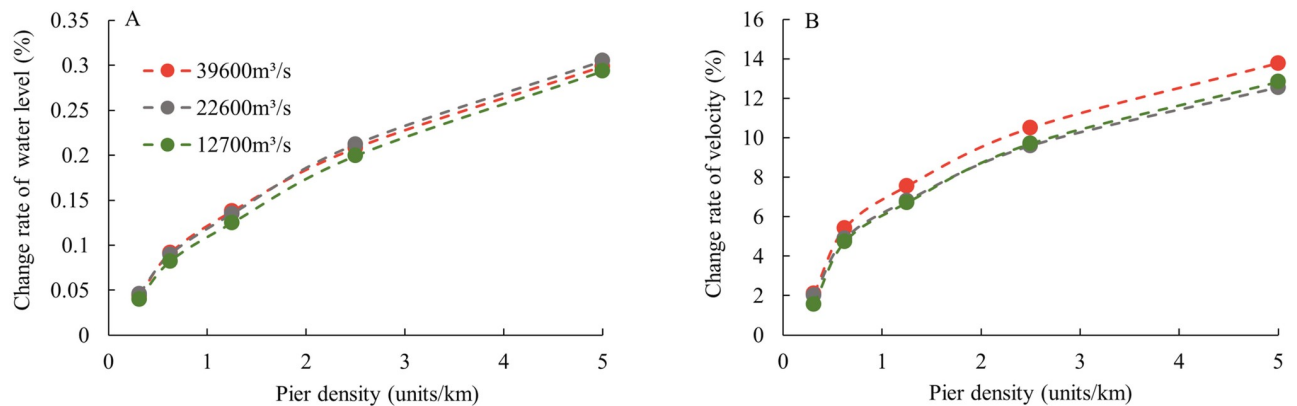 A
Change rate of water level (%)
0.35
0.3
0.25
0.2
0.15
0.1
0.05
0
39600m³/s
22600m³/s
12700m³/s
0 1 2 3 4 5
Pier density (units/km)
B
Change rate of velocity (%)
16
14
12
10
8
6
4
2
0
0 1 2 3 4 5
Pier density (units/km)